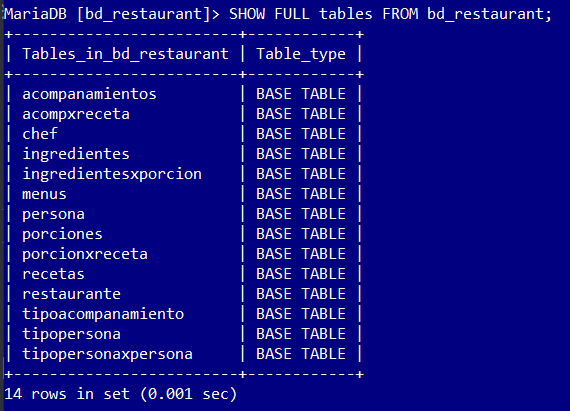 MariaDB [bd_restaurant]> SHOW FULL tables FROM bd_restaurant;
+------------------------+------------+
| Tables_in_bd_restaurant | Table_type |
+------------------------+------------+
| acompanamientos | BASE TABLE |
| acompxreceta | BASE TABLE |
| chef | BASE TABLE |
| ingredientes | BASE TABLE |
| ingredientesxporcion | BASE TABLE |
| menus | BASE TABLE |
| persona | BASE TABLE |
| porciones | BASE TABLE |
| porcionxreceta | BASE TABLE |
| recetas | BASE TABLE |
| restaurante | BASE TABLE |
| tipoacompanamiento | BASE TABLE |
| tipopersona | BASE TABLE |
| tipopersonaxpersona | BASE TABLE |
+------------------------+------------+
14 rows in set (0.001 sec)